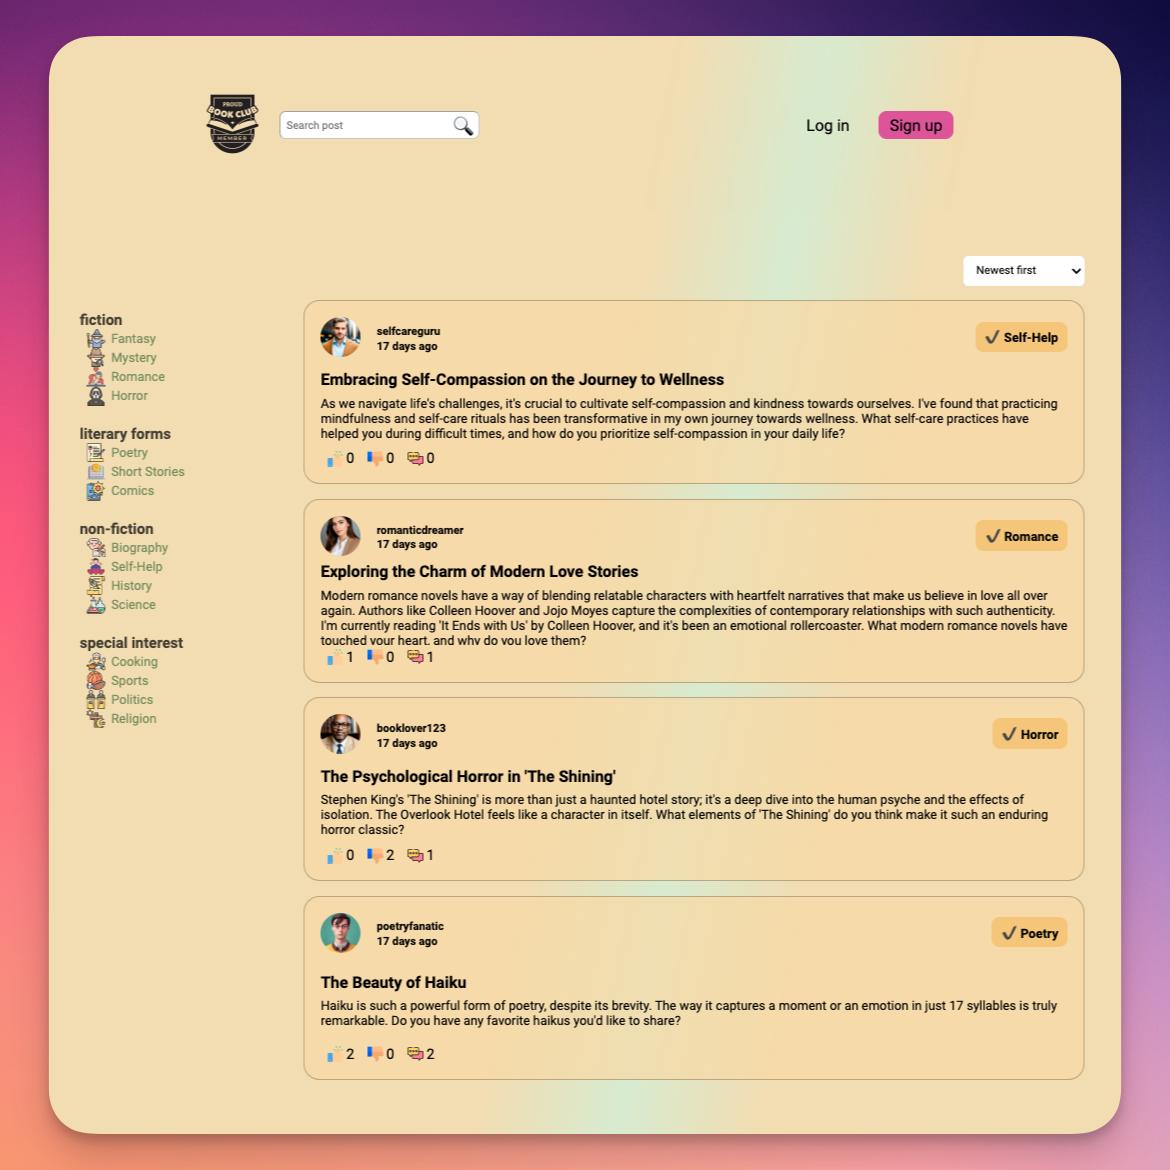 PROUD
BOOK CLUB
MEMBER
Search post
Log in
Sign up
Newest first
fiction
Fantasy
Mystery
Romance
Horror
literary forms
Poetry
Short Stories
Comics
non-fiction
Biography
Self-Help
History
Science
special interest
Cooking
Sports
Politics
Religion
selfcareguru
17 days ago
Self-Help
Embracing Self-Compassion on the Journey to Wellness
As we navigate life's challenges, it's crucial to cultivate self-compassion and kindness towards ourselves. I've found that practicing
mindfulness and self-care rituals has been transformative in my own journey towards wellness. What self-care practices have
helped you during difficult times, and how do you prioritize self-compassion in your daily life?
0 0 0
romanticdreamer
17 days ago
Romance
Exploring the Charm of Modern Love Stories
Modern romance novels have a way of blending relatable characters with heartfelt narratives that make us believe in love all over
again. Authors like Colleen Hoover and Jojo Moyes capture the complexities of contemporary relationships with such authenticity.
I'm currently reading 'It Ends with Us' by Colleen Hoover, and it's been an emotional rollercoaster. What modern romance novels have
touched your heart, and why do you love them?
1 0 1
booklover123
17 days ago
Horror
The Psychological Horror in 'The Shining'
Stephen King's 'The Shining' is more than just a haunted hotel story; it's a deep dive into the human psyche and the effects of
isolation. The Overlook Hotel feels like a character in itself. What elements of 'The Shining' do you think make it such an enduring
horror classic?
0 2 1
poetryfanatic
17 days ago
Poetry
The Beauty of Haiku
Haiku is such a powerful form of poetry, despite its brevity. The way it captures a moment or an emotion in just 17 syllables is truly
remarkable. Do you have any favorite haikus you'd like to share?
2 0 2